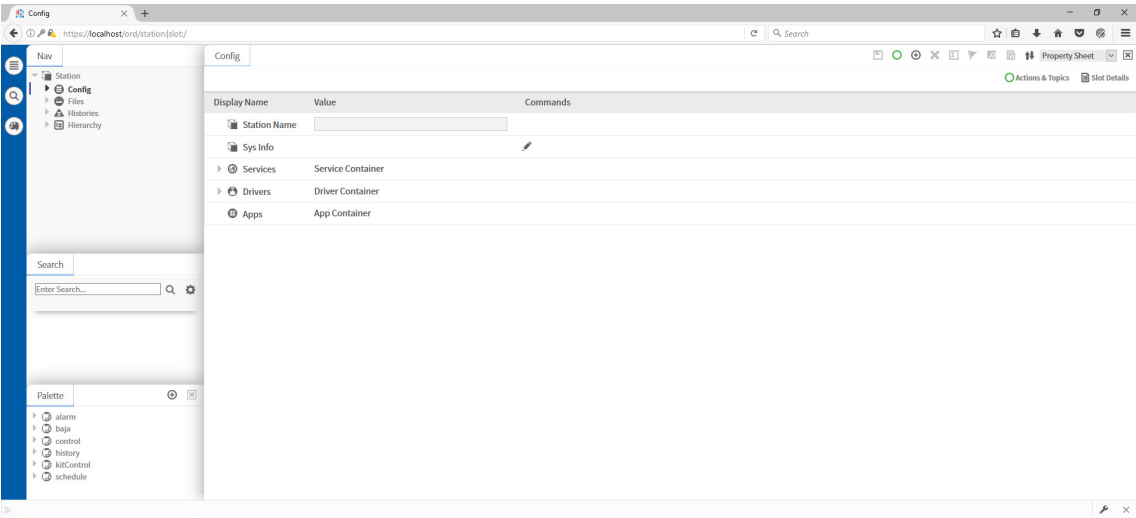 Config
https://localhost/ord/station:|slot:/
Search
Nav
Station
Config
Files
Histories
Hierarchy
Search
Enter Search...
Palette
alarm
baja
control
history
kitControl
schedule
Config
Property Sheet
Actions & Topics Slot Details
Display Name Value Commands
Station Name
Sys Info
Services Service Container
Drivers Driver Container
Apps App Container